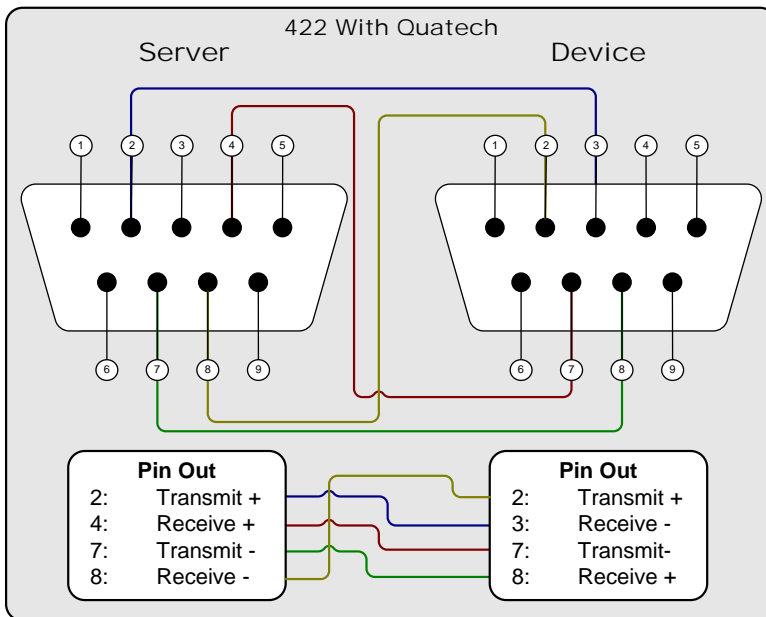 422 With Quatech
Server Device
1 2 3 4 5 1 2 3 4 5
6 7 8 9 6 7 8 9
Pin Out
2: Transmit +
4: Receive +
7: Transmit -
8: Receive -
Pin Out
2: Transmit +
3: Receive -
7: Transmit-
8: Receive +